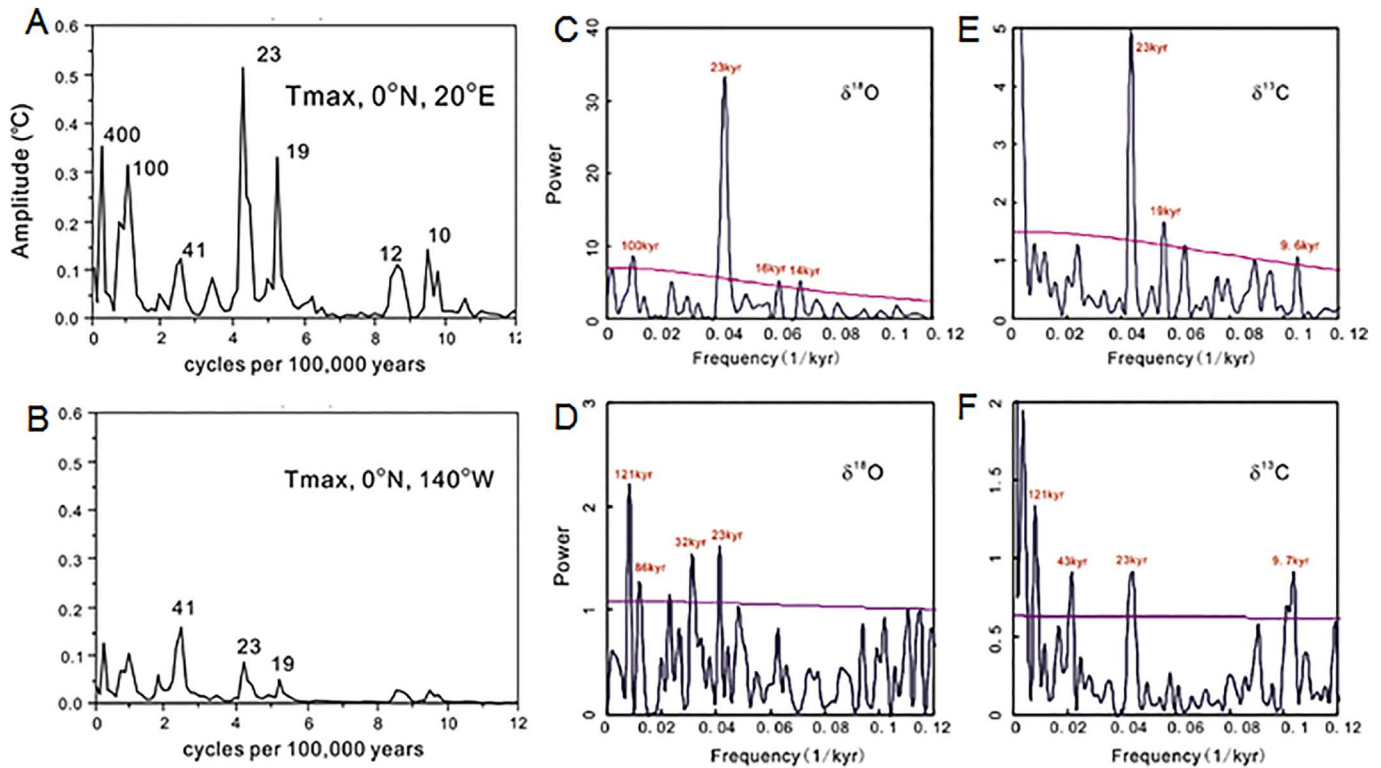 A
0.6
0.5
0.4
0.3
0.2
0.1
0.0
Amplitude (°C)
400
100
41
23
19
12
10
Tmax, 0°N, 20°E
0 2 4 6 8 10 12
cycles per 100,000 years
C
40
30
20
10
0
Power
100kyr
23kyr
16kyr
14kyr
δ18O
0 0.02 0.04 0.06 0.08 0.1 0.12
Frequency(1/kyr)
E
5
4
3
2
1
0
23kyr
19kyr
9.6kyr
δ13C
0 0.02 0.04 0.06 0.08 0.1 0.12
Frequency(1/kyr)
B
0.6
0.5
0.4
0.3
0.2
0.1
0.0
41
23
19
Tmax, 0°N, 140°W
0 2 4 6 8 10 12
cycles per 100,000 years
D
3
2
1
0
Power
121kyr
86kyr
32kyr
23kyr
δ18O
0 0.02 0.04 0.06 0.08 0.1 0.12
Frequency(1/kyr)
F
2
1.5
1
0.5
0
121kyr
43kyr
23kyr
9.7kyr
δ13C
0 0.02 0.04 0.06 0.08 0.1 0.12
Frequency(1/kyr)